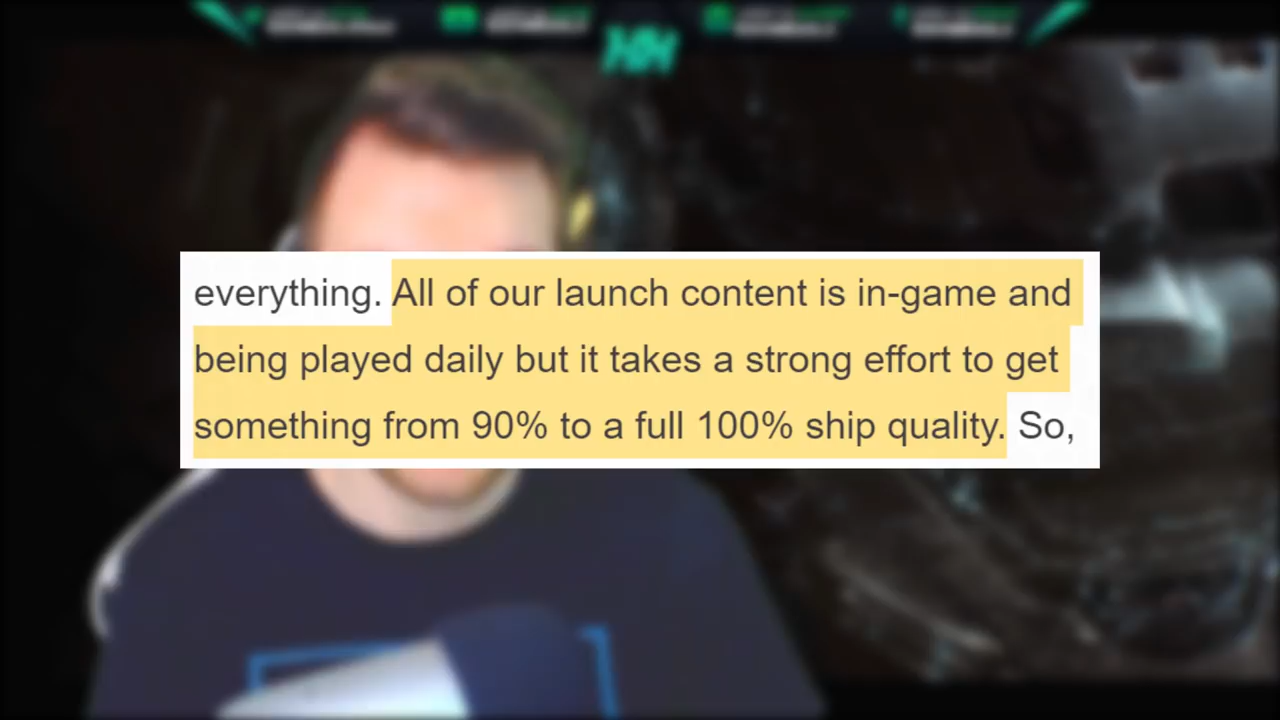 HH
everything. All of our launch content is in-game and
being played daily but it takes a strong effort to get
something from 90% to a full 100% ship quality. So,